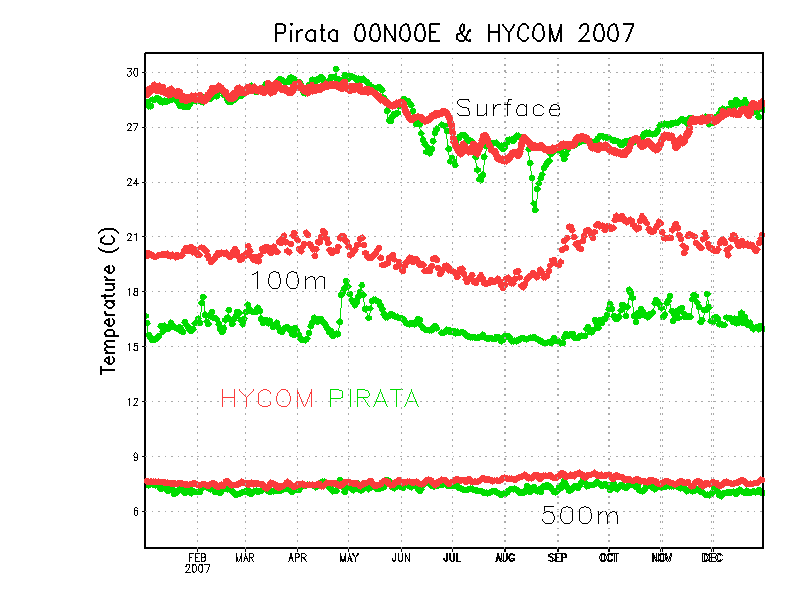 Pirata 00N00E & HYCOM 2007
Temperature (C)
30
27
24
21
18
15
12
9
6
Surface
100m
HYCOM PIRATA
500m
FEB MAR APR MAY JUN JUL AUG SEP OCT NOV DEC
2007